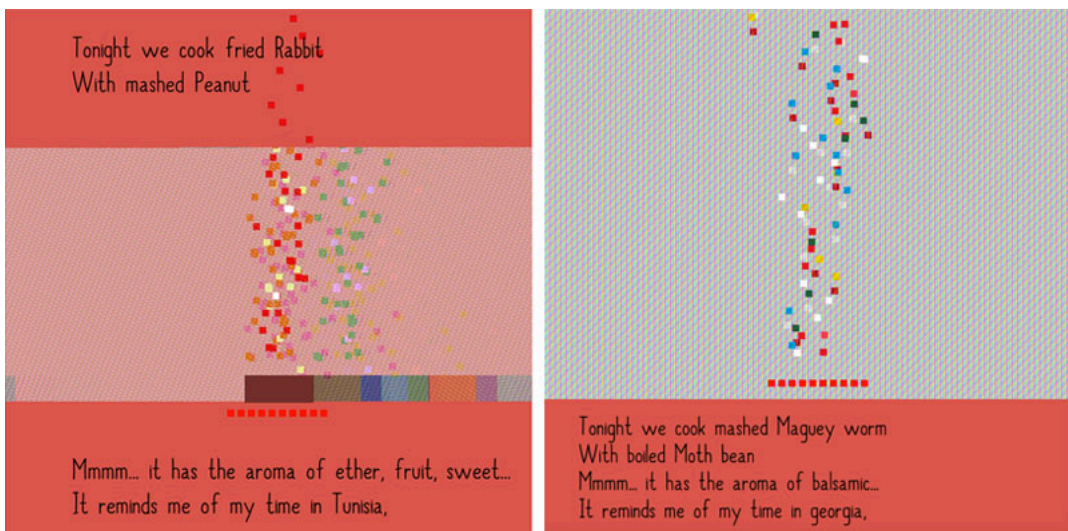 Tonight we cook fried Rabbit
With mashed Peanut
Mmmm... it has the aroma of ether, fruit, sweet...
It reminds me of my time in Tunisia,
Tonight we cook mashed Maguey worm
With boiled Moth bean
Mmmm... it has the aroma of balsamic...
It reminds me of my time in georgia,